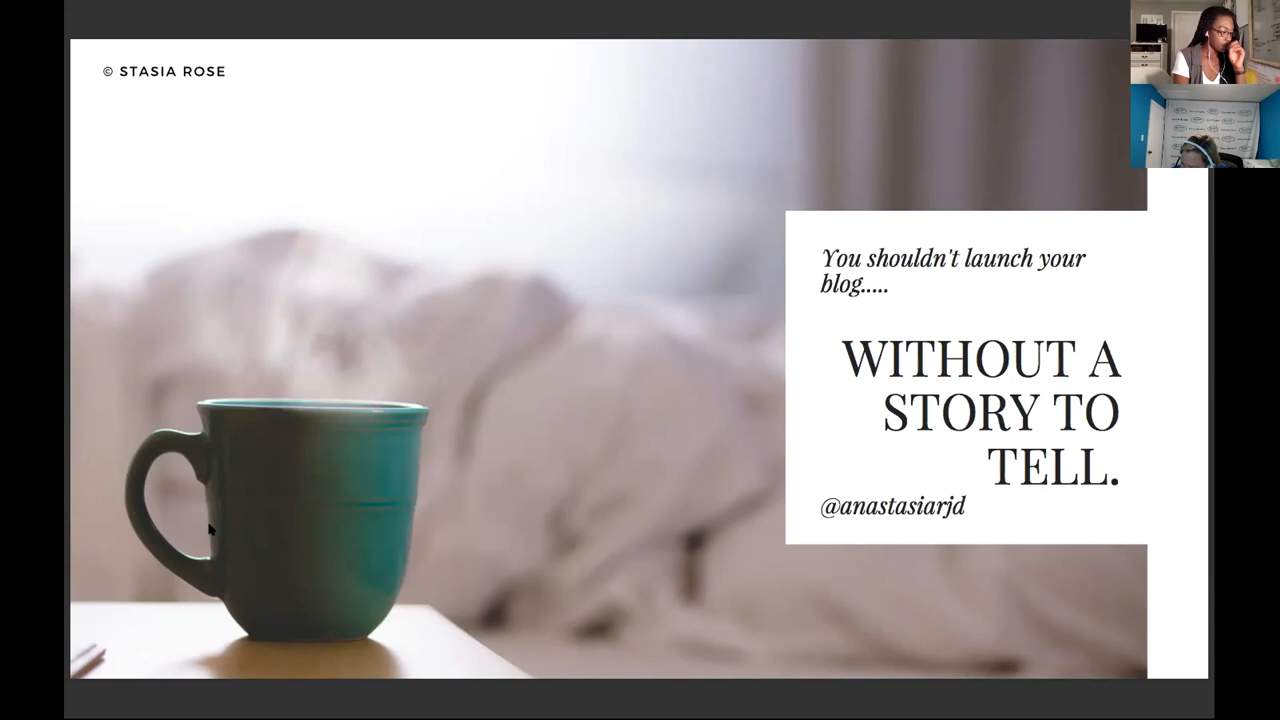 © STASIA ROSE
You shouldn't launch your
blog.....
WITHOUT A
STORY TO
TELL.
@anastasiarjd